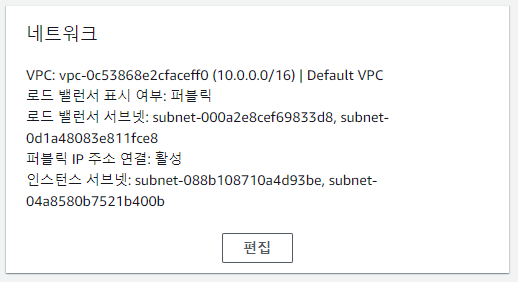 네트워크
VPC: vpc-0c53868e2cfaceff0 (10.0.0.0/16) | Default VPC
로드 밸런서 표시 여부: 퍼블릭
로드 밸런서 서브넷: subnet-000a2e8cef69833d8, subnet-
0d1a48083e811fce8
퍼블릭 IP 주소 연결: 활성
인스턴스 서브넷: subnet-088b108710a4d93be, subnet-
04a8580b7521b400b
편집